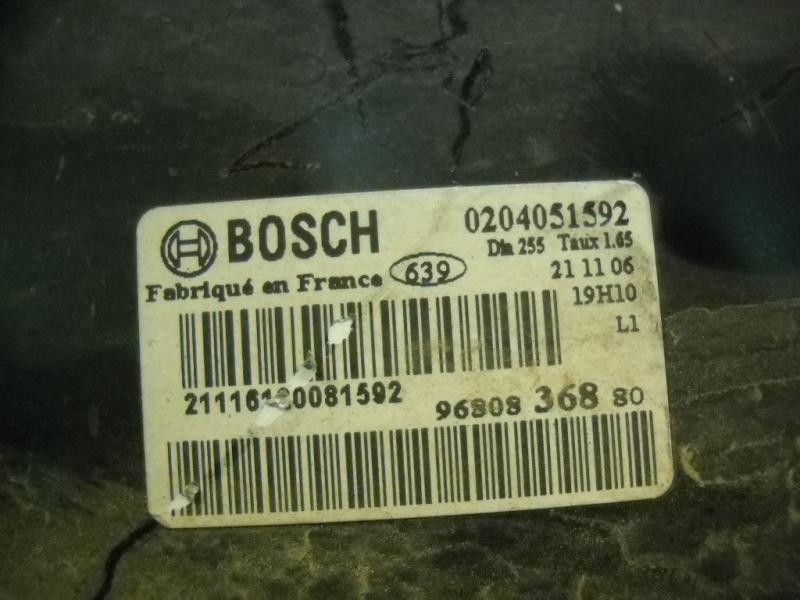 BOSCH 0204051592
Dia 255 Taux 1.65
Fabriqué en France 639 21 11 06
19H10
L1
96808 368 80